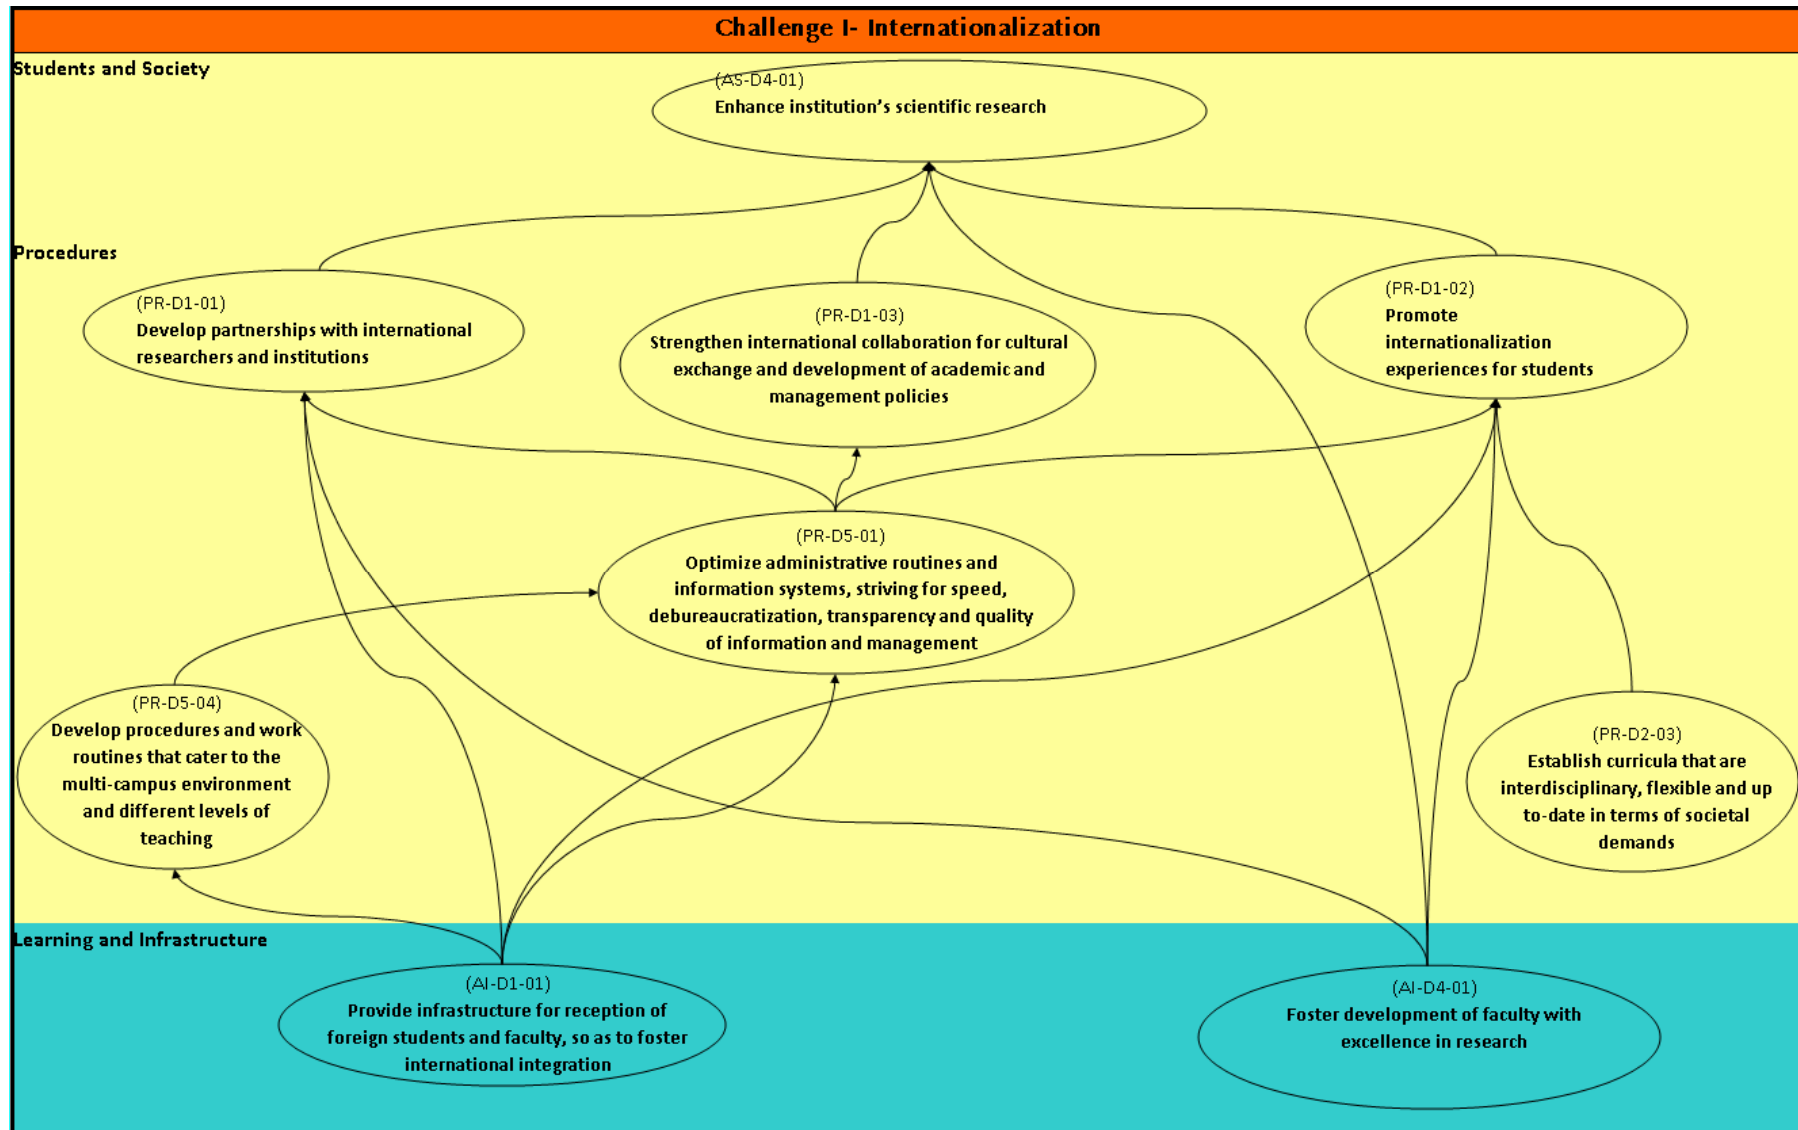 Challenge I- Internationalization
Students and Society
(AS-D4-01)
Enhance institution's scientific research
Procedures
(PR-D1-01)
Develop partnerships with international
researchers and institutions
(PR-D1-03)
Strengthen international collaboration for cultural
exchange and development of academic and
management policies
(PR-D1-02)
Promote
internationalization
experiences for students
(PR-D5-01)
Optimize administrative routines and
information systems, striving for speed,
debureaucratization, transparency and quality
of information and management
(PR-D5-04)
Develop procedures and work
routines that cater to the
multi-campus environment
and different levels of
teaching
(PR-D2-03)
Establish curricula that are
interdisciplinary, flexible and up
to-date in terms of societal
demands
Learning and Infrastructure
(AI-D1-01)
Provide infrastructure for reception of
foreign students and faculty, so as to foster
international integration
(AI-D4-01)
Foster development of faculty with
excellence in research